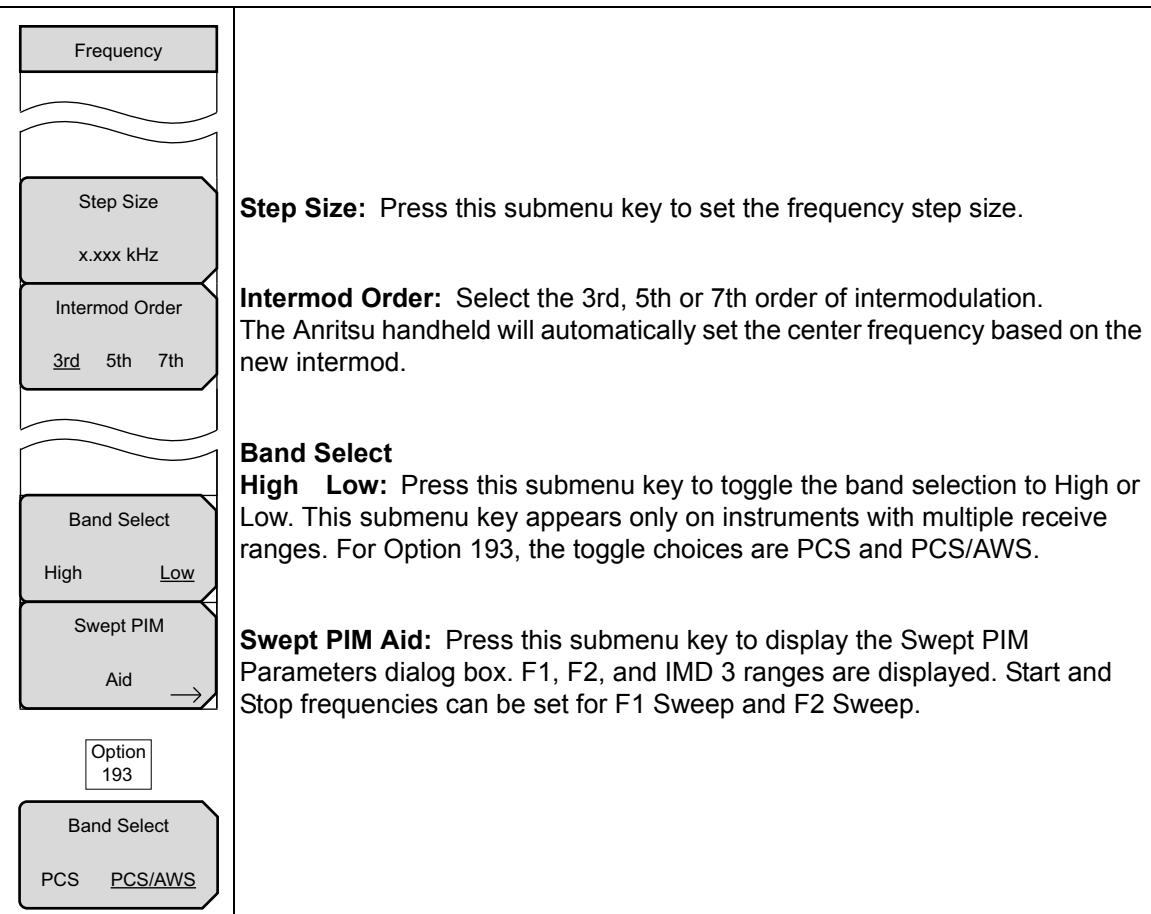 Frequency
Step Size
x.xxx kHz
Intermod Order
3rd 5th 7th
Band Select
High Low
Swept PIM
Aid
Option
193
Band Select
PCS PCS/AWS
Step Size: Press this submenu key to set the frequency step size.
Intermod Order: Select the 3rd, 5th or 7th order of intermodulation.
The Anritsu handheld will automatically set the center frequency based on the
new intermod.
Band Select
High Low: Press this submenu key to toggle the band selection to High or
Low. This submenu key appears only on instruments with multiple receive
ranges. For Option 193, the toggle choices are PCS and PCS/AWS.
Swept PIM Aid: Press this submenu key to display the Swept PIM
Parameters dialog box. F1, F2, and IMD 3 ranges are displayed. Start and
Stop frequencies can be set for F1 Sweep and F2 Sweep.